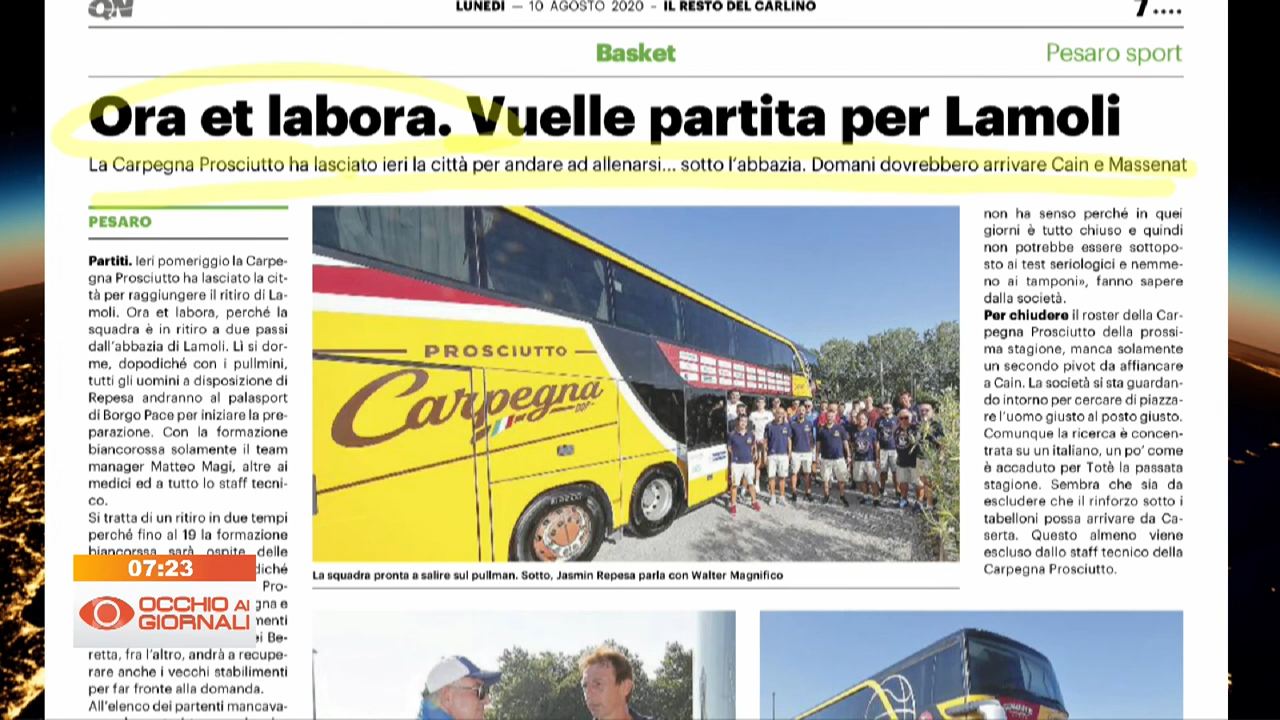 QN
LUNEDÌ — 10 AGOSTO 2020 – IL RESTO DEL CARLINO
7 ....
Basket
Pesaro sport
Ora et labora. Vuelle partita per Lamoli
La Carpegna Prosciutto ha lasciato ieri la città per andare ad allenarsi... sotto l'abbazia. Domani dovrebbero arrivare Cain e Massenat
PESARO
Partiti. Ieri pomeriggio la Carpe-
gna Prosciutto ha lasciato la cit-
tà per raggiungere il ritiro di La-
moli. Ora et labora, perché la
squadra è in ritiro a due passi
dall'abbazia di Lamoli. Lì si dor-
me, dopodiché con i pullmini,
tutti gli uomini a disposizione di
Repesa andranno al palasport
di Borgo Pace per iniziare la pre-
parazione. Con la formazione
biancorossa solamente il team
manager Matteo Magi, altre ai
medici ed a tutto lo staff tecni-
co.
Si tratta di un ritiro in due tempi
perché fino al 19 la formazione
biancorssa sarà ospite delle
diché
Pro-
gna e
menti
ei Be-
retta, fra l'altro, andrà a recupe-
rare anche i vecchi stabilimenti
per far fronte alla domanda.
All'elenco dei partenti mancava-
07:23
OCCHIO AI
GIORNALI
PROSCIUTTO
Carpegna
DOP
La squadra pronta a salire sul pullman. Sotto, Jasmin Repesa parla con Walter Magnifico
non ha senso perché in quei
giorni è tutto chiuso e quindi
non potrebbe essere sottopo-
sto ai test seriologici e nemme-
no ai tamponi», fanno sapere
dalla società.
Per chiudere il roster della Car-
pegna Prosciutto della prossi-
ma stagione, manca solamente
un secondo pivot da affiancare
a Cain. La società si sta guardan-
do intorno per cercare di piazza-
re l'uomo giusto al posto giusto.
Comunque la ricerca è concen-
trata su un italiano, un po' come
è accaduto per Totè la passata
stagione. Sembra che sia da
escludere che il rinforzo sotto i
tabelloni possa arrivare da Ca-
serta. Questo almeno viene
escluso dallo staff tecnico della
Carpegna Prosciutto.